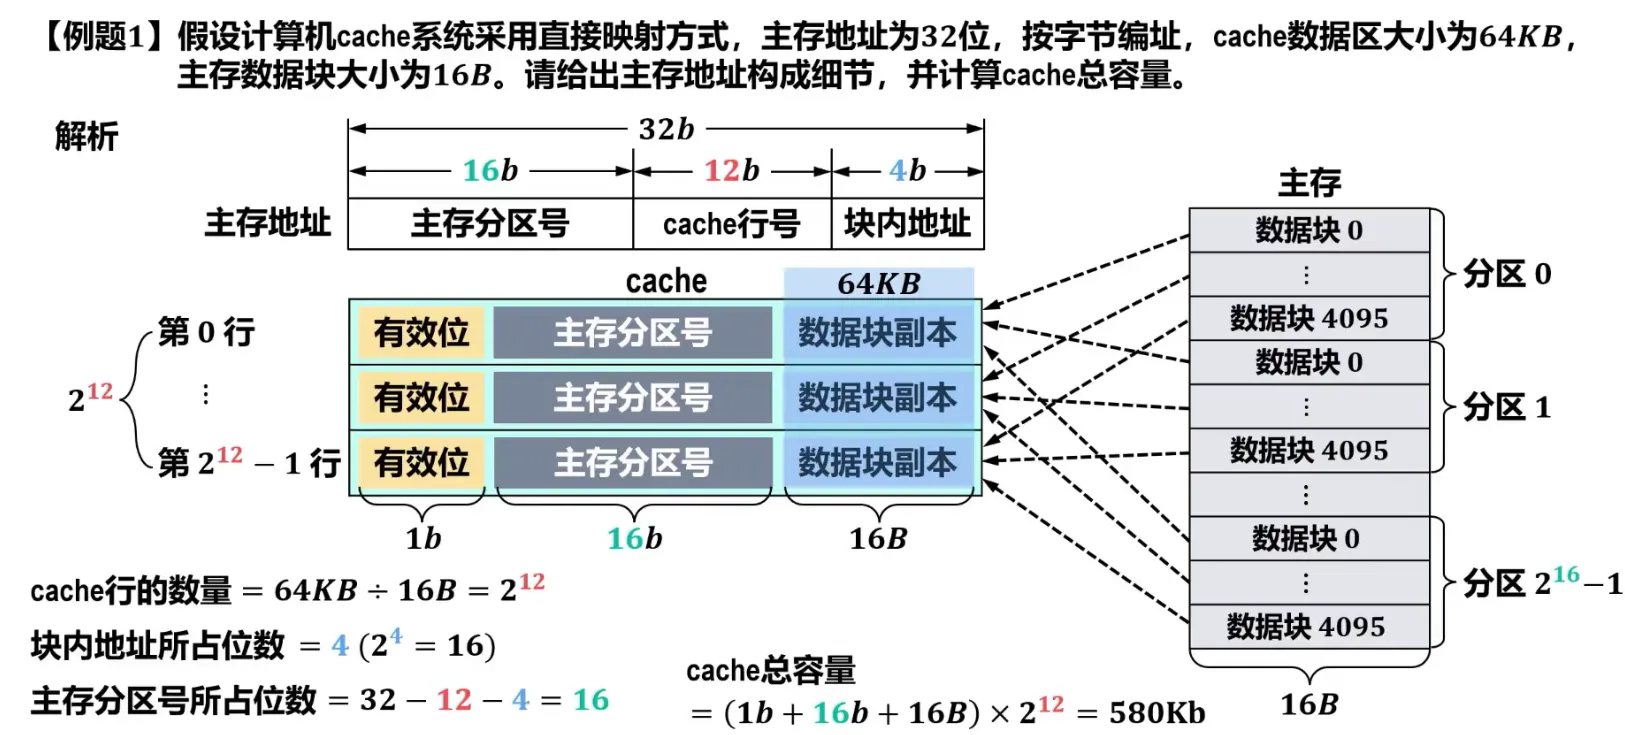 【例题1】假设计算机cache系统采用直接映射方式，主存地址为32位，按字节编址，cache数据区大小为64KB，
主存数据块大小为16B。请给出主存地址构成细节，并计算cache总容量。
解析
32b
16b 12b 4b
主存地址 主存分区号 cache行号 块内地址
cache 64KB
第 0 行 有效位 主存分区号 数据块副本
2^12 ⋮ 有效位 主存分区号 数据块副本
第 2^12 − 1 行 有效位 主存分区号 数据块副本
1b 16b 16B
主存
数据块 0
⋮ 分区 0
数据块 4095
数据块 0
⋮ 分区 1
数据块 4095
⋮
数据块 0
⋮ 分区 2^16−1
数据块 4095
16B
cache行的数量 = 64KB ÷ 16B = 2^12
块内地址所占位数 = 4 (2^4 = 16)
主存分区号所占位数 = 32 − 12 − 4 = 16
cache总容量
= (1b + 16b + 16B) × 2^12 = 580Kb